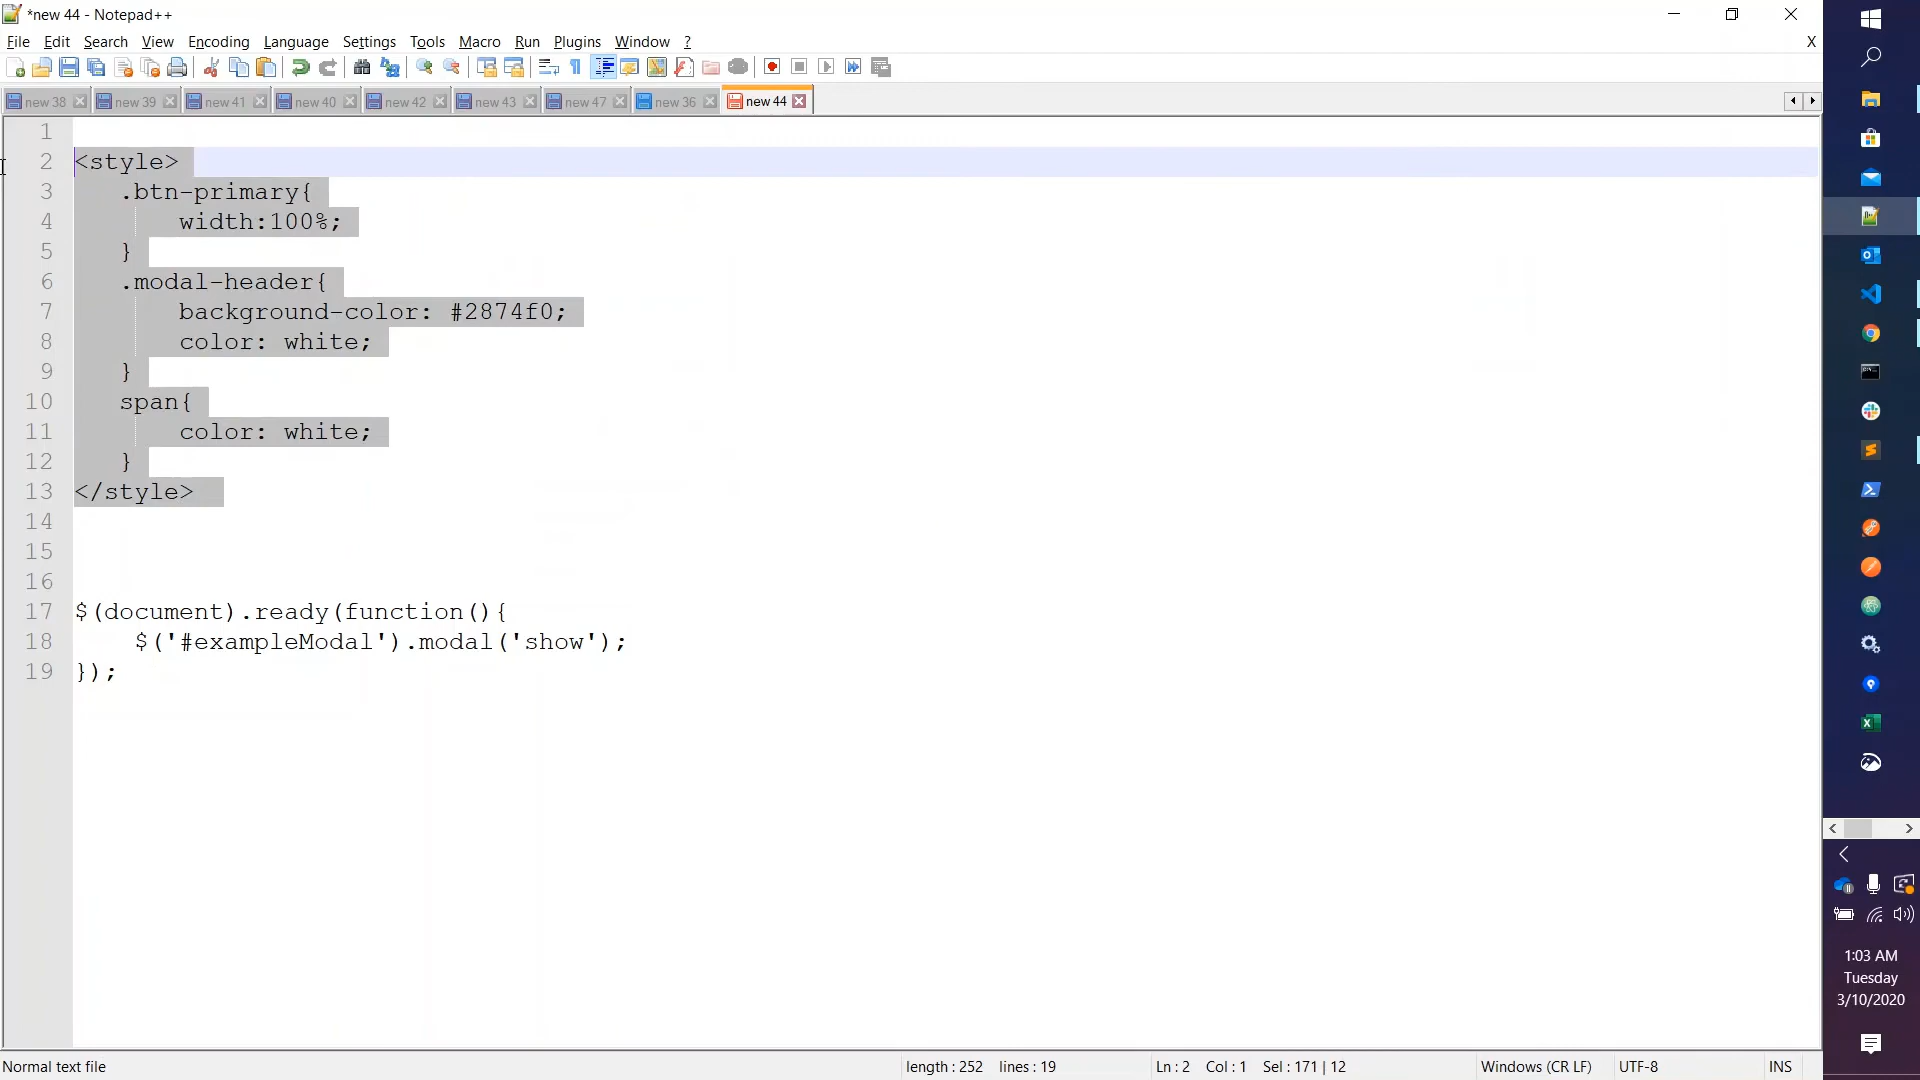 *new 44 - Notepad++
File Edit Search View Encoding Language Settings Tools Macro Run Plugins Window ? X
new 38 new 39 new 41 new 40 new 42 new 43 new 47 new 36 new 44
1
2 <style>
3 .btn-primary{
4 width:100%;
5 }
6 .modal-header{
7 background-color: #2874f0;
8 color: white;
9 }
10 span{
11 color: white;
12 }
13 </style>
14
15
16
17 $(document).ready(function(){
18 $('#exampleModal').modal('show');
19 });
1:03 AM
Tuesday
3/10/2020
Normal text file length : 252 lines : 19 Ln : 2 Col : 1 Sel : 171 | 12 Windows (CR LF) UTF-8 INS